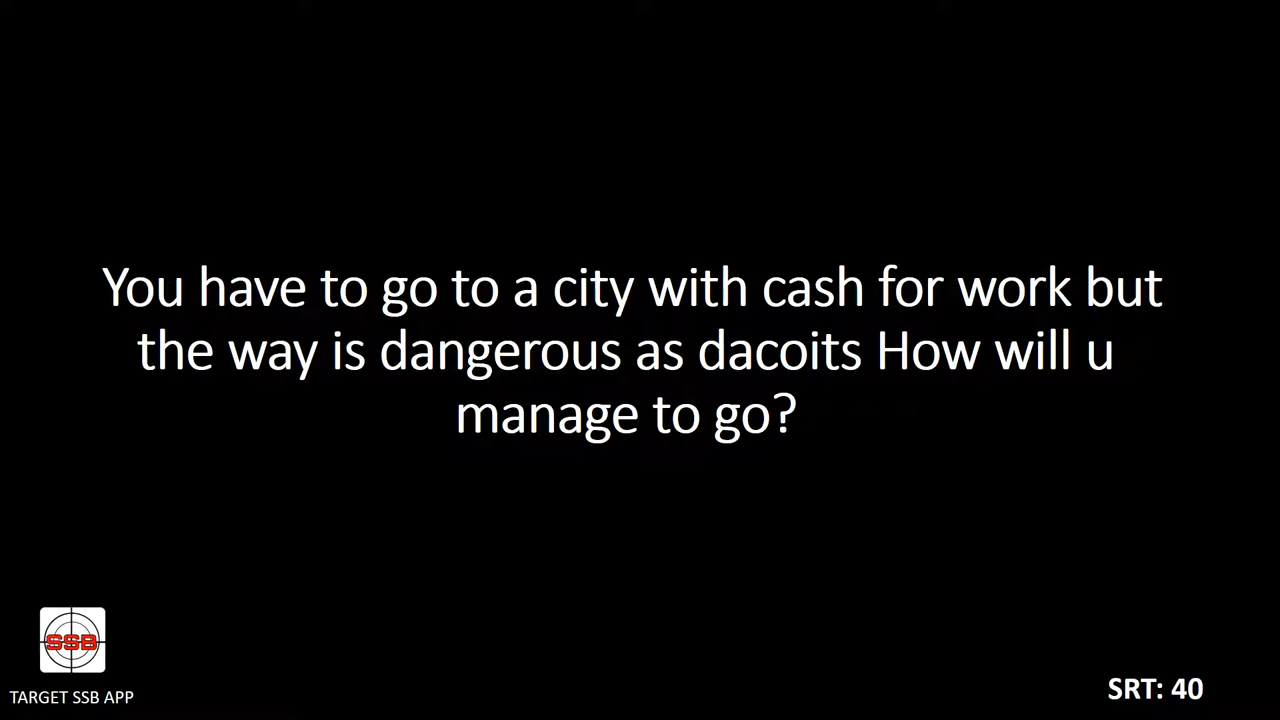 You have to go to a city with cash for work but
the way is dangerous as dacoits How will u
manage to go?
SSB
TARGET SSB APP
SRT: 40